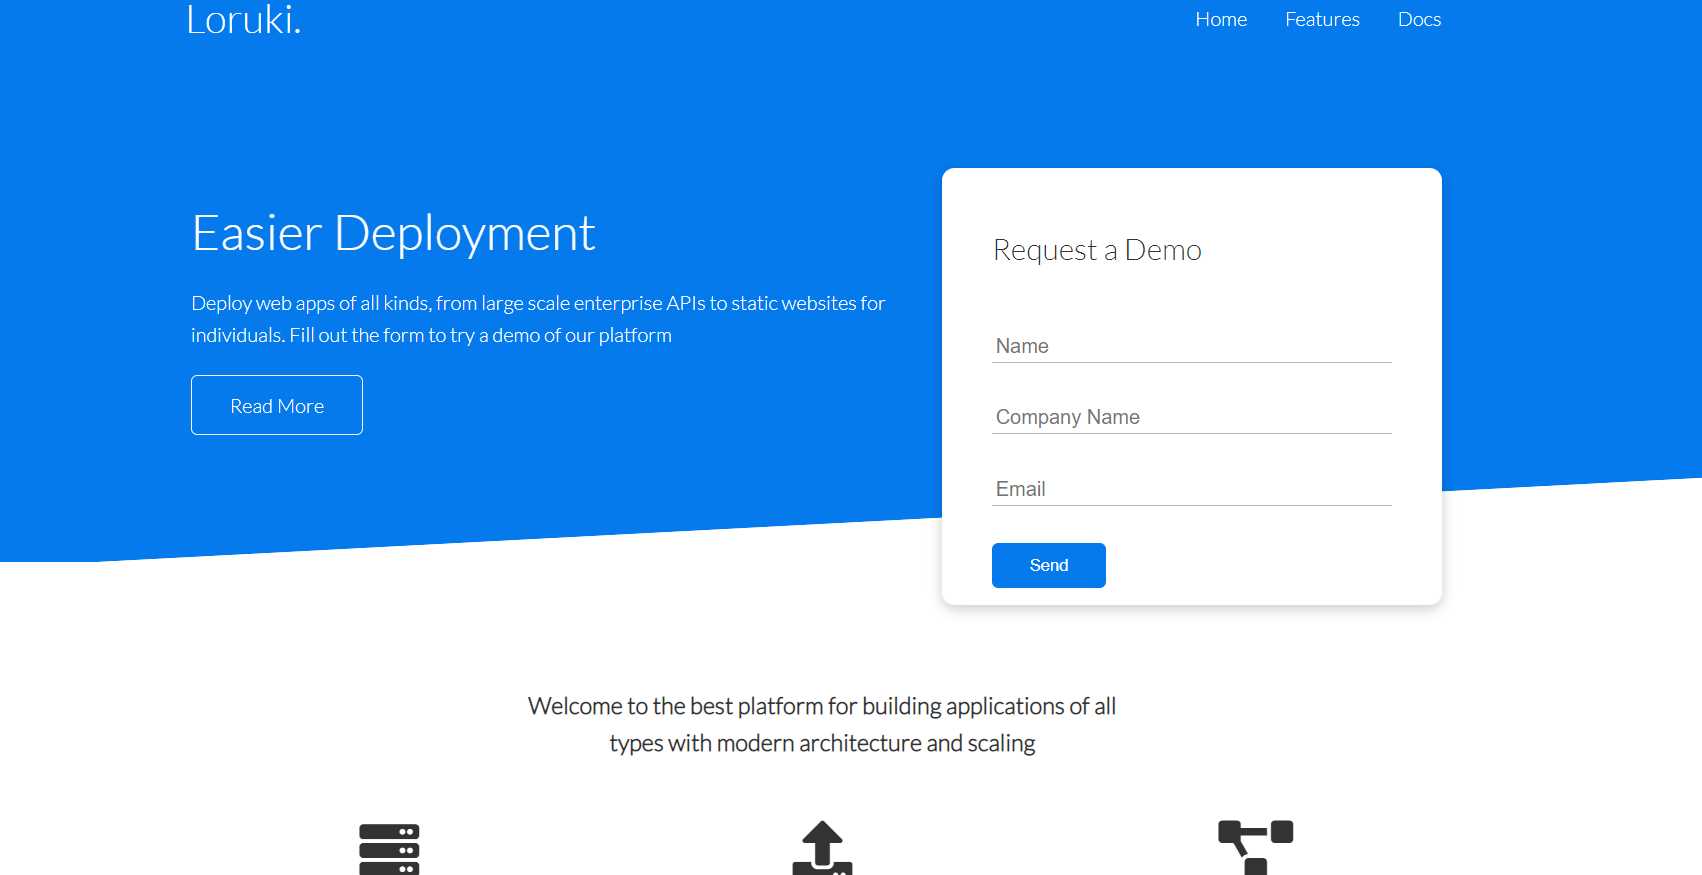 Loruki.
Home
Features
Docs
Easier Deployment
Deploy web apps of all kinds, from large scale enterprise APIs to static websites for
individuals. Fill out the form to try a demo of our platform
Read More
Request a Demo
Name
Company Name
Email
Send
Welcome to the best platform for building applications of all
types with modern architecture and scaling